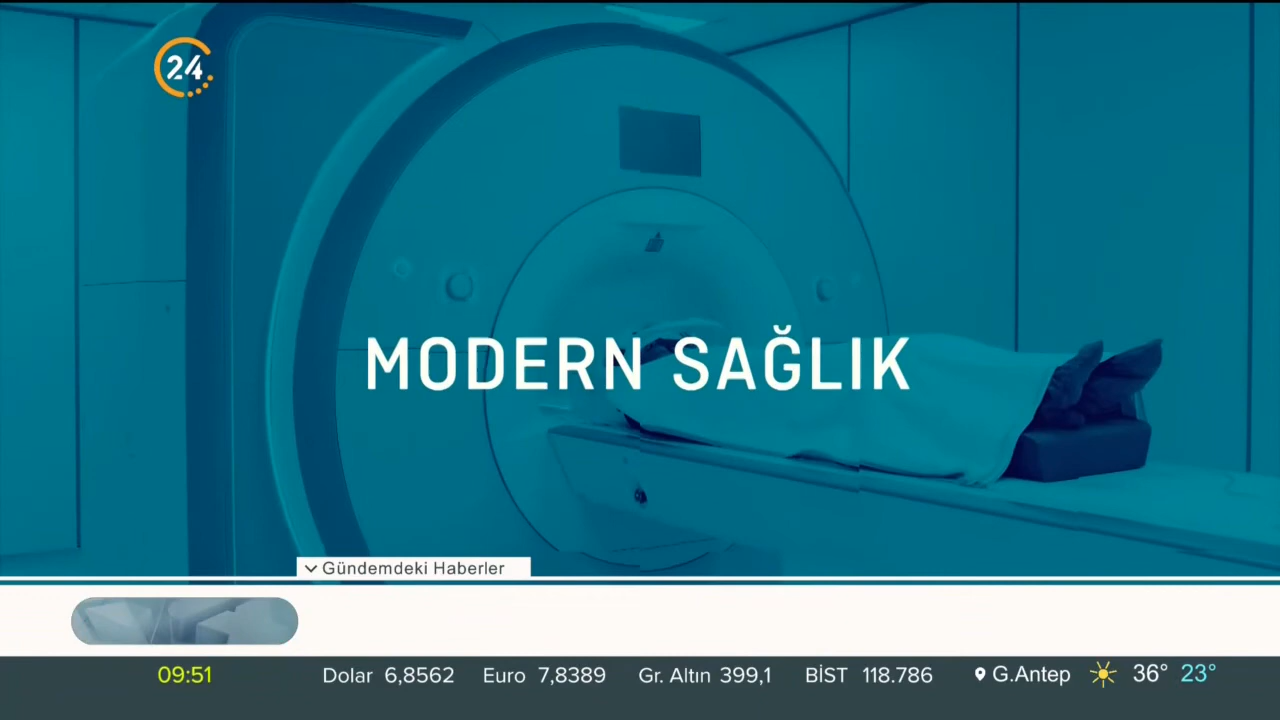 24
MODERN SAĞLIK
Gündemdeki Haberler
09:51 Dolar 6,8562 Euro 7,8389 Gr. Altın 399,1 BİST 118.786 G.Antep 36° 23°